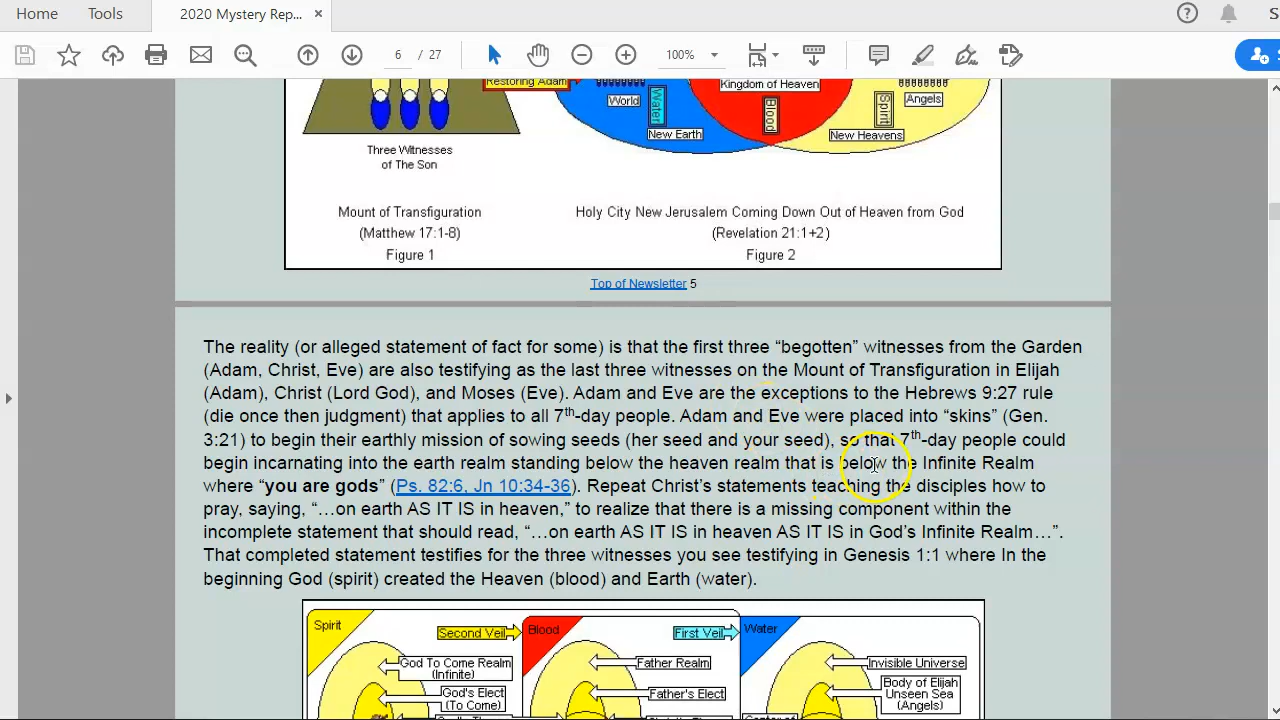 Home
Tools
2020 Mystery Rep... ×
6 / 27
100%
Restoring Adam
World
Water
New Earth
Kingdom of Heaven
Blood
Spirit
Angels
New Heavens
Three Witnesses
of The Son
Mount of Transfiguration
(Matthew 17:1-8)
Figure 1
Holy City New Jerusalem Coming Down Out of Heaven from God
(Revelation 21:1+2)
Figure 2
Top of Newsletter 5
The reality (or alleged statement of fact for some) is that the first three “begotten” witnesses from the Garden
(Adam, Christ, Eve) are also testifying as the last three witnesses on the Mount of Transfiguration in Elijah
(Adam), Christ (Lord God), and Moses (Eve). Adam and Eve are the exceptions to the Hebrews 9:27 rule
(die once then judgment) that applies to all 7th-day people. Adam and Eve were placed into “skins” (Gen.
3:21) to begin their earthly mission of sowing seeds (her seed and your seed), so that 7th-day people could
begin incarnating into the earth realm standing below the heaven realm that is below the Infinite Realm
where “you are gods” (Ps. 82:6, Jn 10:34-36). Repeat Christ’s statements teaching the disciples how to
pray, saying, “…on earth AS IT IS in heaven,” to realize that there is a missing component within the
incomplete statement that should read, “…on earth AS IT IS in heaven AS IT IS in God’s Infinite Realm…”.
That completed statement testifies for the three witnesses you see testifying in Genesis 1:1 where In the
beginning God (spirit) created the Heaven (blood) and Earth (water).
Spirit
Second Veil
Blood
First Veil
Water
God To Come Realm
(Infinite)
Father Realm
Invisible Universe
God's Elect
(To Come)
Father's Elect
Body of Elijah
Unseen Sea
(Angels)